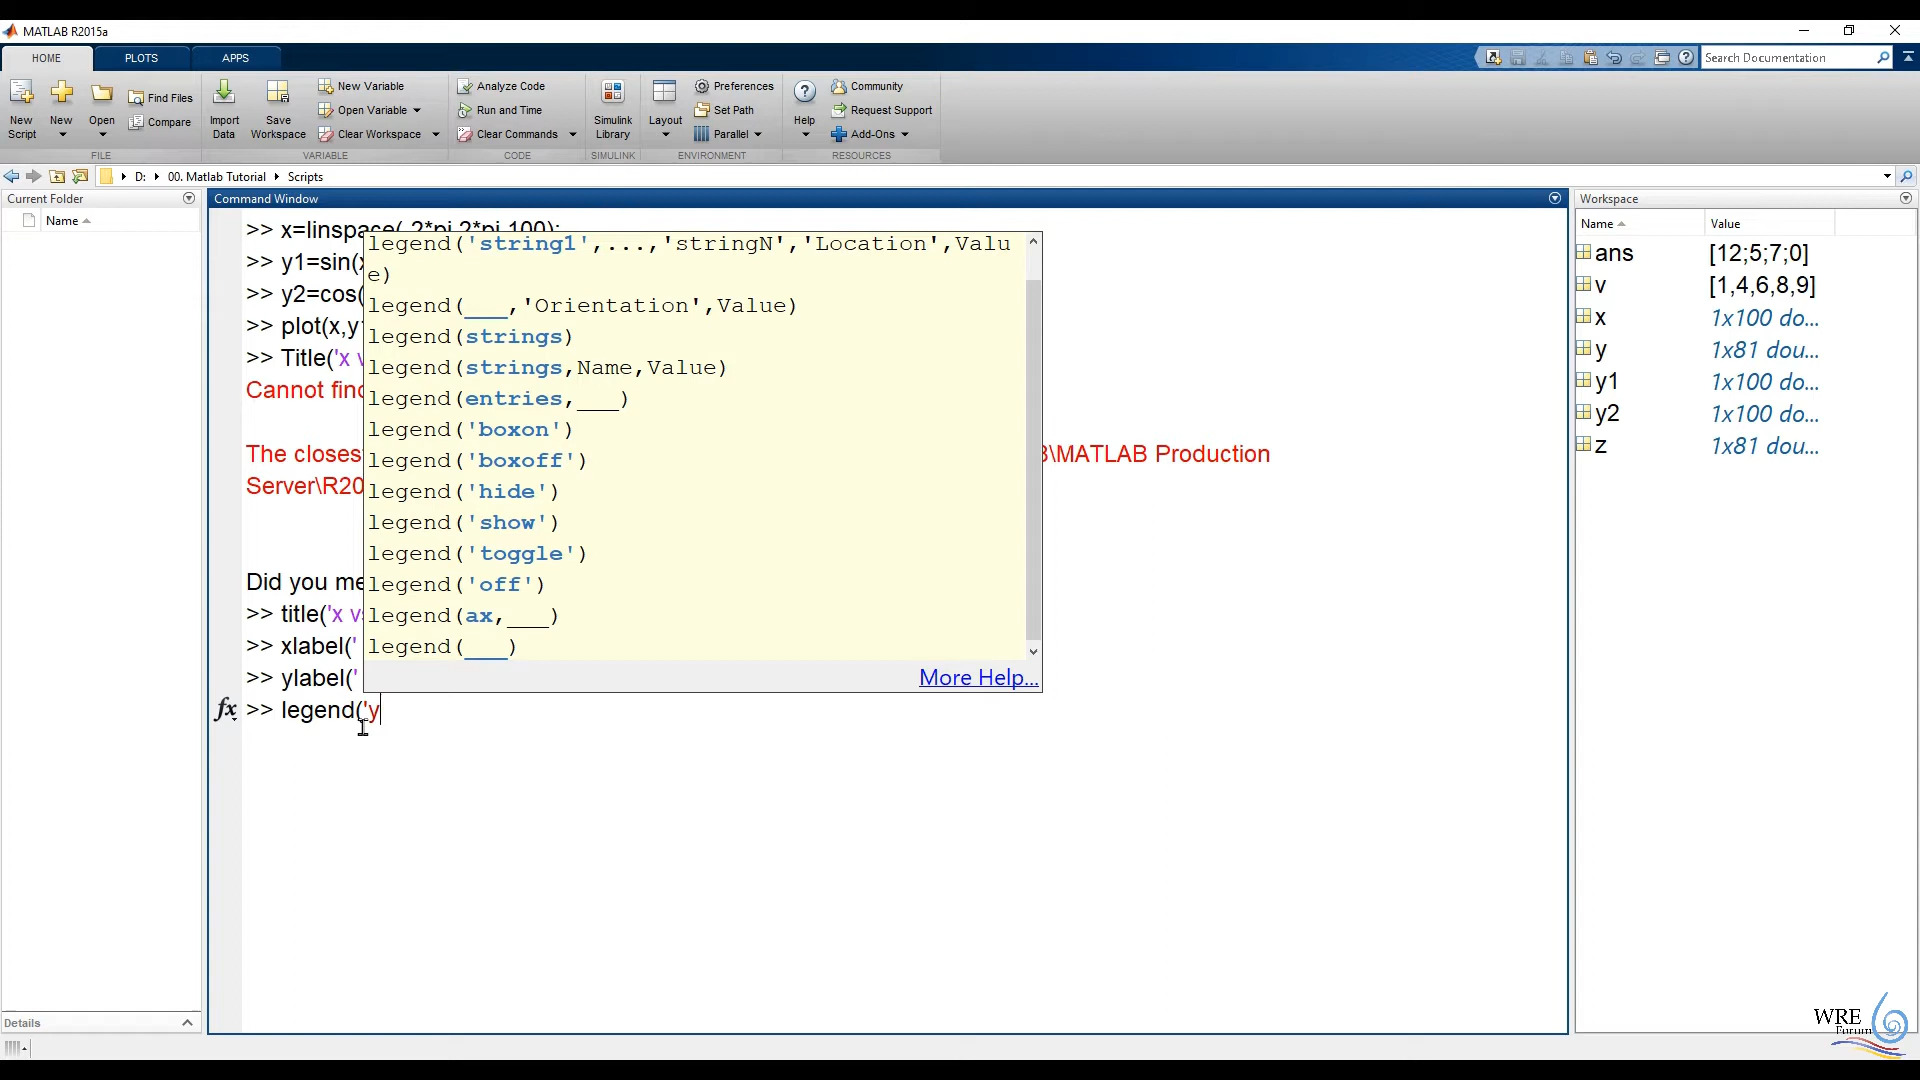 MATLAB R2015a
HOME PLOTS APPS
Search Documentation
New Script
New
Open
Find Files
Compare
FILE
Import Data
Save Workspace
New Variable
Open Variable
Clear Workspace
VARIABLE
Analyze Code
Run and Time
Clear Commands
CODE
Simulink Library
SIMULINK
Layout
Preferences
Set Path
Parallel
ENVIRONMENT
Help
Community
Request Support
Add-Ons
RESOURCES
D: 00. Matlab Tutorial Scripts
Current Folder
Name
Details
Command Window
>> x=linspace( 2*pi 2*pi 100);
>> y1=sin(x
>> y2=cos(
>> plot(x,y
>> Title('x v
Cannot find
The closes 3\MATLAB Production
Server\R20
Did you me
>> title('x vs
>> xlabel('
>> ylabel('
fx >> legend('y
legend('string1',...,'stringN','Location',Valu
e)
legend(___,'Orientation',Value)
legend(strings)
legend(strings,Name,Value)
legend(entries,___)
legend('boxon')
legend('boxoff')
legend('hide')
legend('show')
legend('toggle')
legend('off')
legend(ax,___)
legend(___)
More Help...
Workspace
Name Value
ans [12;5;7;0]
v [1,4,6,8,9]
x 1x100 do...
y 1x81 dou...
y1 1x100 do...
y2 1x100 do...
z 1x81 dou...
WRE
Forum